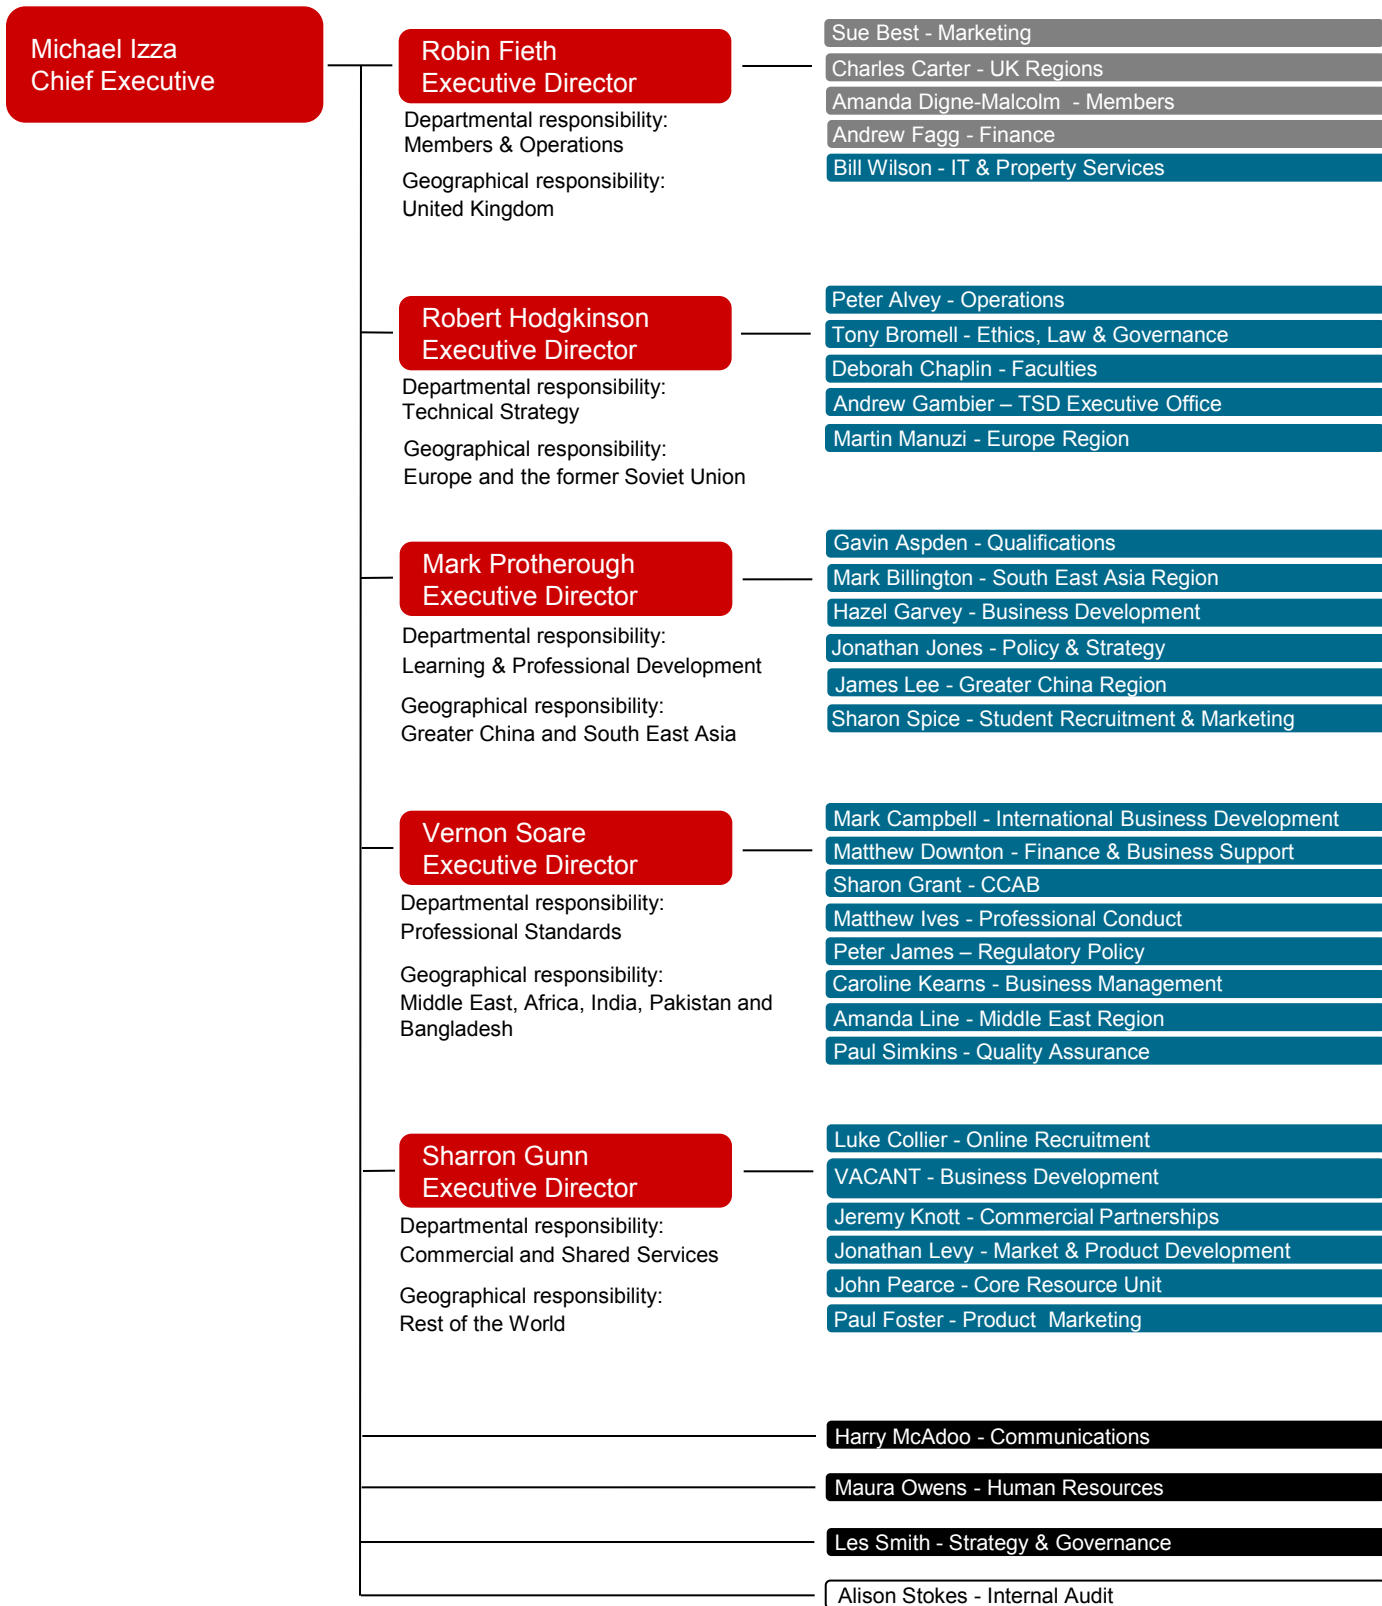 Michael Izza
Chief Executive
Robin Fieth
Executive Director
Departmental responsibility:
Members & Operations
Geographical responsibility:
United Kingdom
Sue Best - Marketing
Charles Carter - UK Regions
Amanda Digne-Malcolm - Members
Andrew Fagg - Finance
Bill Wilson - IT & Property Services
Robert Hodgkinson
Executive Director
Departmental responsibility:
Technical Strategy
Geographical responsibility:
Europe and the former Soviet Union
Peter Alvey - Operations
Tony Bromell - Ethics, Law & Governance
Deborah Chaplin - Faculties
Andrew Gambier – TSD Executive Office
Martin Manuzi - Europe Region
Mark Protherough
Executive Director
Departmental responsibility:
Learning & Professional Development
Geographical responsibility:
Greater China and South East Asia
Gavin Aspden - Qualifications
Mark Billington - South East Asia Region
Hazel Garvey - Business Development
Jonathan Jones - Policy & Strategy
James Lee - Greater China Region
Sharon Spice - Student Recruitment & Marketing
Vernon Soare
Executive Director
Departmental responsibility:
Professional Standards
Geographical responsibility:
Middle East, Africa, India, Pakistan and
Bangladesh
Mark Campbell - International Business Development
Matthew Downton - Finance & Business Support
Sharon Grant - CCAB
Matthew Ives - Professional Conduct
Peter James – Regulatory Policy
Caroline Kearns - Business Management
Amanda Line - Middle East Region
Paul Simkins - Quality Assurance
Sharron Gunn
Executive Director
Departmental responsibility:
Commercial and Shared Services
Geographical responsibility:
Rest of the World
Luke Collier - Online Recruitment
VACANT - Business Development
Jeremy Knott - Commercial Partnerships
Jonathan Levy - Market & Product Development
John Pearce - Core Resource Unit
Paul Foster - Product Marketing
Harry McAdoo - Communications
Maura Owens - Human Resources
Les Smith - Strategy & Governance
Alison Stokes - Internal Audit